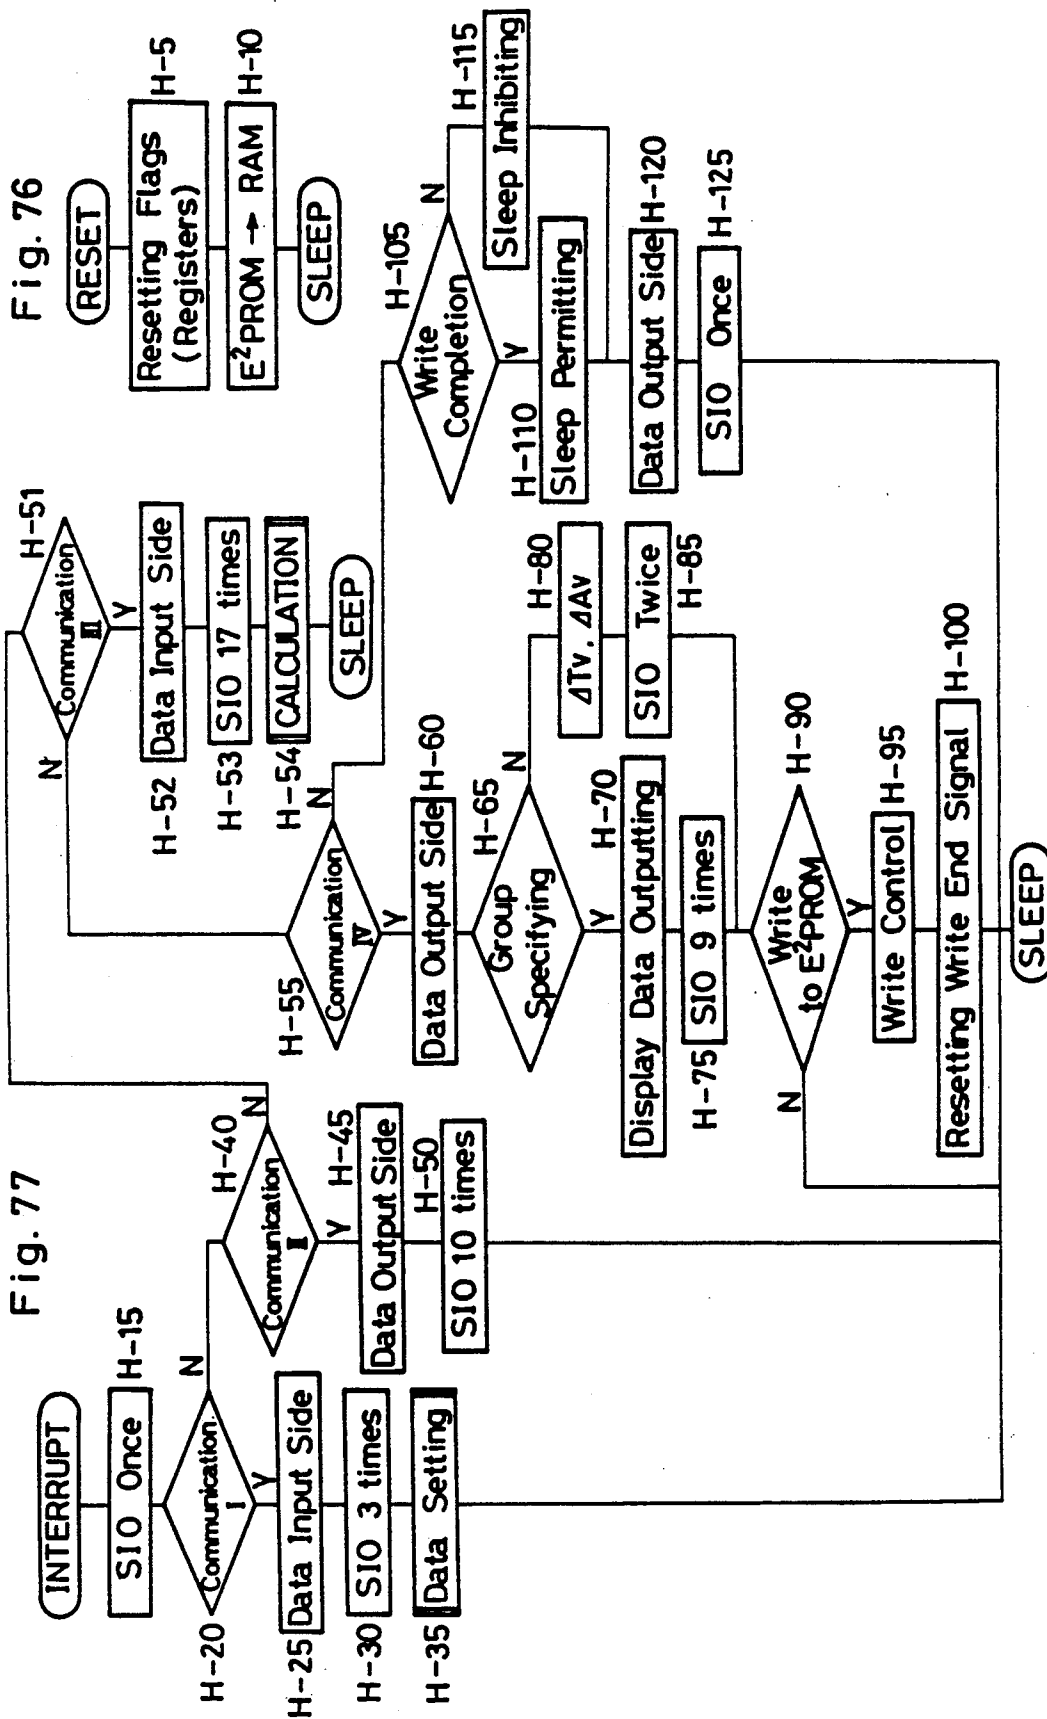 Fig. 76
RESET
Resetting Flags
(Registers)
H-5
E²PROM → RAM
H-10
SLEEP
Fig. 77
INTERRUPT
SIO Once
H-15
Communication
I
H-20
Y
N
H-25
Data Input Side
H-30
SIO 3 times
H-35
Data Setting
Communication
II
H-40
Y
N
Data Output Side
H-45
SIO 10 times
H-50
Communication
III
H-51
Y
N
H-52
Data Input Side
H-53
SIO 17 times
H-54
CALCULATION
SLEEP
H-55
Communication
IV
Y
N
Data Output Side
H-60
Group
Specifying
H-65
Y
N
Display Data Outputting
H-70
H-75
SIO 9 times
H-80
ΔTv, ΔAv
SIO Twice
H-85
Write
to E²PROM
H-90
Y
N
Write Control
H-95
Resetting Write End Signal
H-100
SLEEP
Write
Completion
H-105
Y
N
H-110
Sleep Permitting
H-115
Sleep Inhibiting
Data Output Side
H-120
SIO Once
H-125